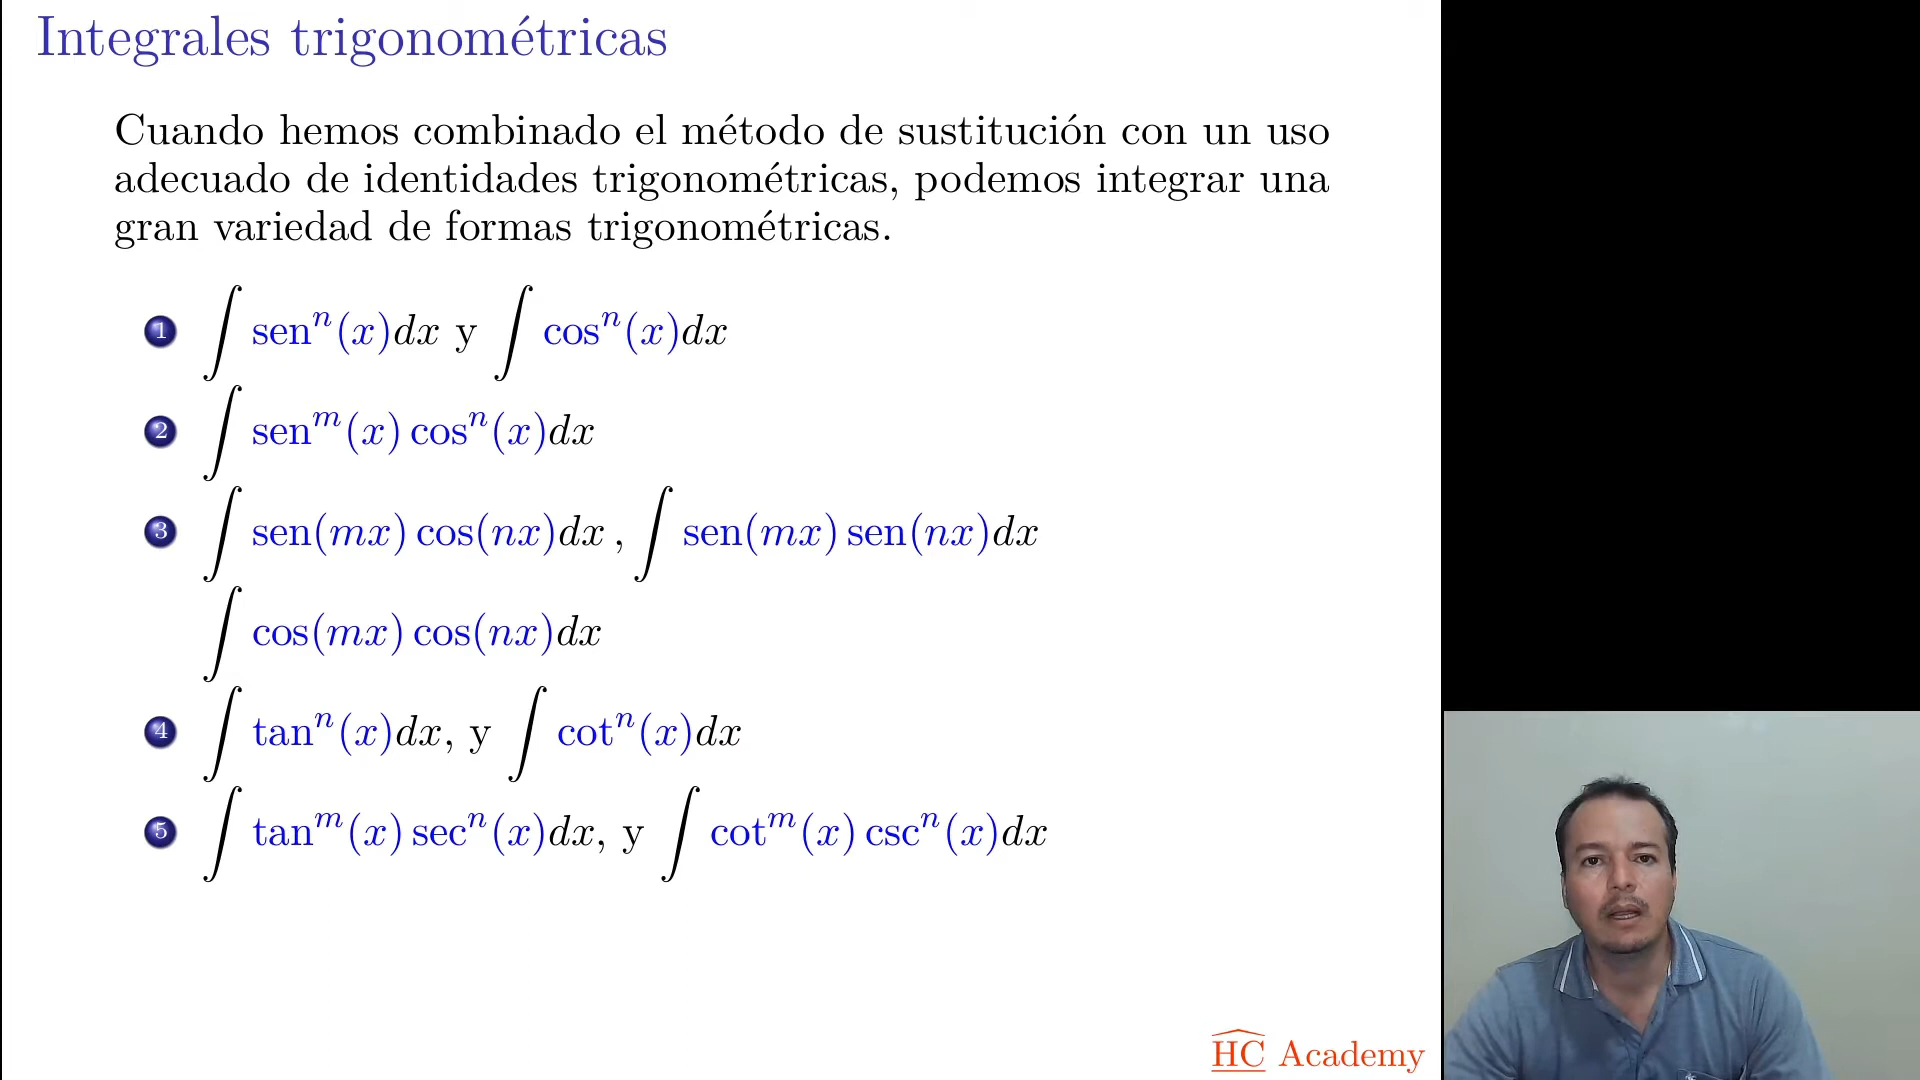 Integrales trigonométricas
Cuando hemos combinado el método de sustitución con un uso
adecuado de identidades trigonométricas, podemos integrar una
gran variedad de formas trigonométricas.
1 ∫ senⁿ(x)dx y ∫ cosⁿ(x)dx
2 ∫ senᵐ(x) cosⁿ(x)dx
3 ∫ sen(mx) cos(nx)dx , ∫ sen(mx) sen(nx)dx
∫ cos(mx) cos(nx)dx
4 ∫ tanⁿ(x)dx, y ∫ cotⁿ(x)dx
5 ∫ tanᵐ(x) secⁿ(x)dx, y ∫ cotᵐ(x) cscⁿ(x)dx
HC Academy